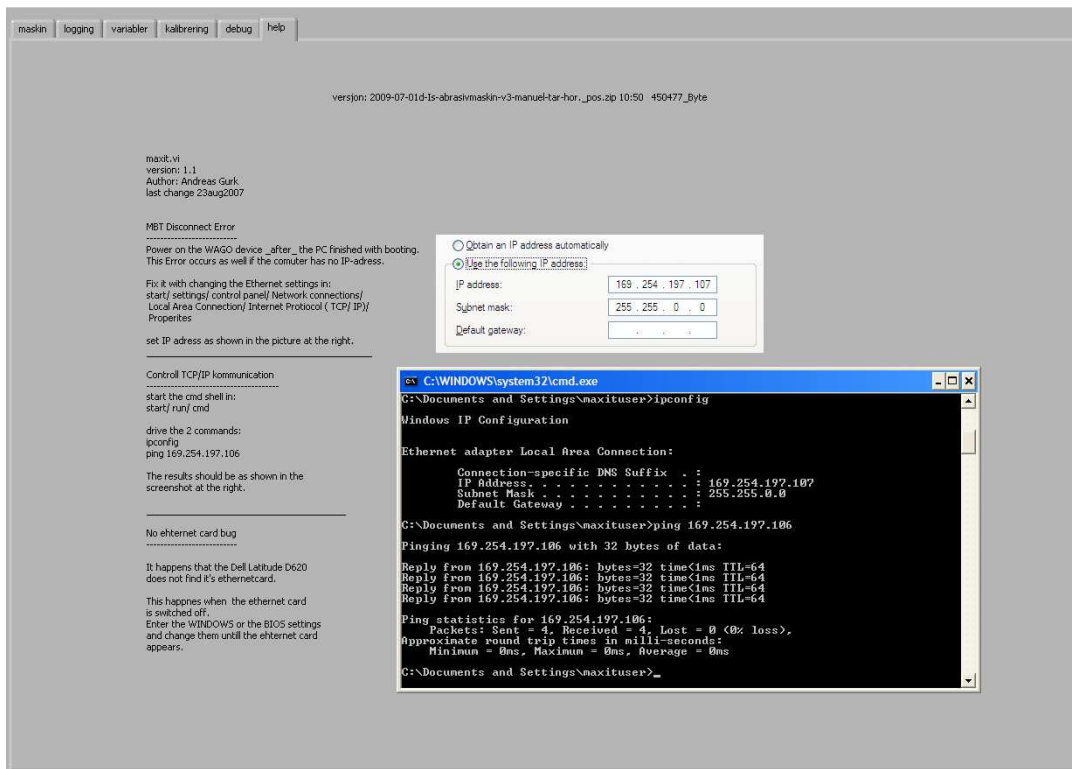 maskin logging variabler kalibrering debug help
versjon: 2009-07-01d-Is-abrasivmaskin-v3-manuel-tar-hor._pos.zip 10:50 450477_Byte
maxit.vi
version: 1.1
Author: Andreas Gurk
last change 23aug2007
MBT Disconnect Error
----------------------------
Power on the WAGO device _after_ the PC finished with booting.
This Error occurs as well if the comuter has no IP-adress.
Fix it with changing the Ethernet settings in:
start/ settings/ control panel/ Network connections/
Local Area Connection/ Internet Protiocol ( TCP/ IP)/
Properites
set IP adress as shown in the picture at the right.
Controll TCP/IP kommunication
----------------------------------------
start the cmd shell in:
start/ run/ cmd
drive the 2 commands:
ipconfig
ping 169.254.197.106
The results should be as shown in the
screenshot at the right.
No ehternet card bug
----------------------------
It happens that the Dell Latitude D620
does not find it's ethernetcard.
This happnes when the ethernet card
is switched off.
Enter the WINDOWS or the BIOS settings
and change them untill the ehternet card
appears.
Obtain an IP address automatically
Use the following IP address:
IP address: 169 . 254 . 197 . 107
Subnet mask: 255 . 255 . 0 . 0
Default gateway: . . .
C:\WINDOWS\system32\cmd.exe
C:\Documents and Settings\maxituser>ipconfig
Windows IP Configuration
Ethernet adapter Local Area Connection:
Connection-specific DNS Suffix . :
IP Address. . . . . . . . . . . . : 169.254.197.107
Subnet Mask . . . . . . . . . . . : 255.255.0.0
Default Gateway . . . . . . . . . :
C:\Documents and Settings\maxituser>ping 169.254.197.106
Pinging 169.254.197.106 with 32 bytes of data:
Reply from 169.254.197.106: bytes=32 time<1ms TTL=64
Reply from 169.254.197.106: bytes=32 time<1ms TTL=64
Reply from 169.254.197.106: bytes=32 time<1ms TTL=64
Reply from 169.254.197.106: bytes=32 time<1ms TTL=64
Ping statistics for 169.254.197.106:
Packets: Sent = 4, Received = 4, Lost = 0 (0% loss),
Approximate round trip times in milli-seconds:
Minimum = 0ms, Maximum = 0ms, Average = 0ms
C:\Documents and Settings\maxituser>_